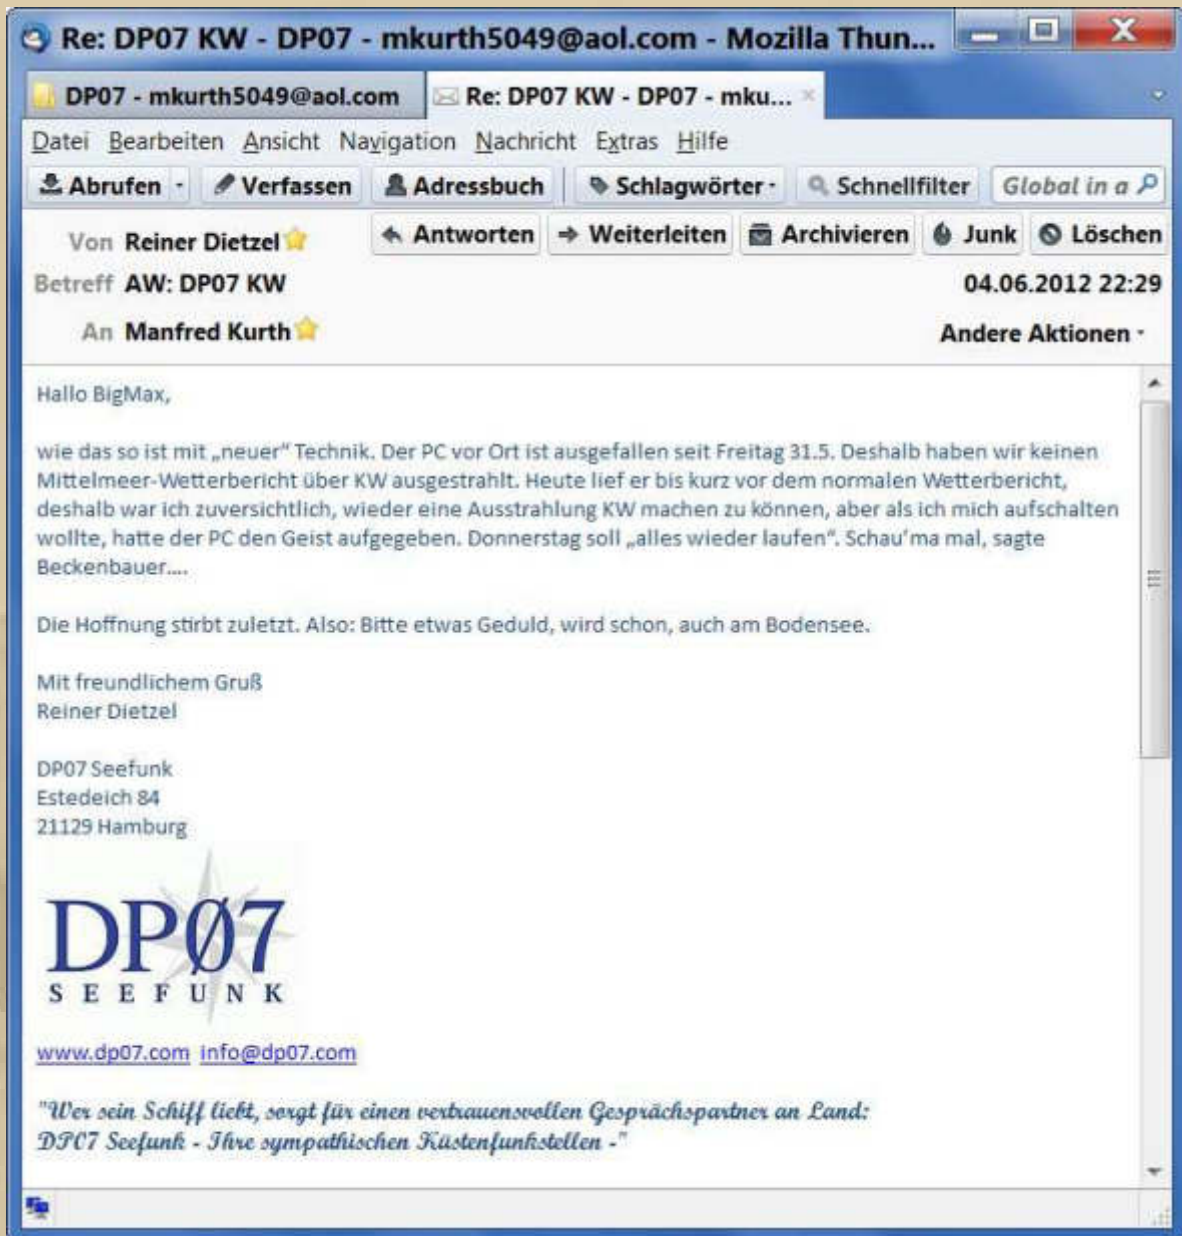 Re: DP07 KW - DP07 - mkurth5049@aol.com - Mozilla Thun...
DP07 - mkurth5049@aol.com
Re: DP07 KW - DP07 - mku...
Datei Bearbeiten Ansicht Navigation Nachricht Extras Hilfe
Abrufen Verfassen Adressbuch Schlagwörter Schnellfilter Global in a
Von Reiner Dietzel Antworten Weiterleiten Archivieren Junk Löschen
Betreff AW: DP07 KW 04.06.2012 22:29
An Manfred Kurth Andere Aktionen
Hallo BigMax,
wie das so ist mit „neuer“ Technik. Der PC vor Ort ist ausgefallen seit Freitag 31.5. Deshalb haben wir keinen
Mittelmeer-Wetterbericht über KW ausgestrahlt. Heute lief er bis kurz vor dem normalen Wetterbericht,
deshalb war ich zuversichtlich, wieder eine Ausstrahlung KW machen zu können, aber als ich mich aufschalten
wollte, hatte der PC den Geist aufgegeben. Donnerstag soll „alles wieder laufen“. Schau'ma mal, sagte
Beckenbauer....
Die Hoffnung stirbt zuletzt. Also: Bitte etwas Geduld, wird schon, auch am Bodensee.
Mit freundlichem Gruß
Reiner Dietzel
DP07 Seefunk
Estedeich 84
21129 Hamburg
DPØ7
SEEFUNK
www.dp07.com info@dp07.com
"Wer sein Schiff liebt, sorgt für einen vertrauensvollen Gesprächspartner an Land:
DP07 Seefunk - Ihre sympathischen Küstenfunkstellen -"